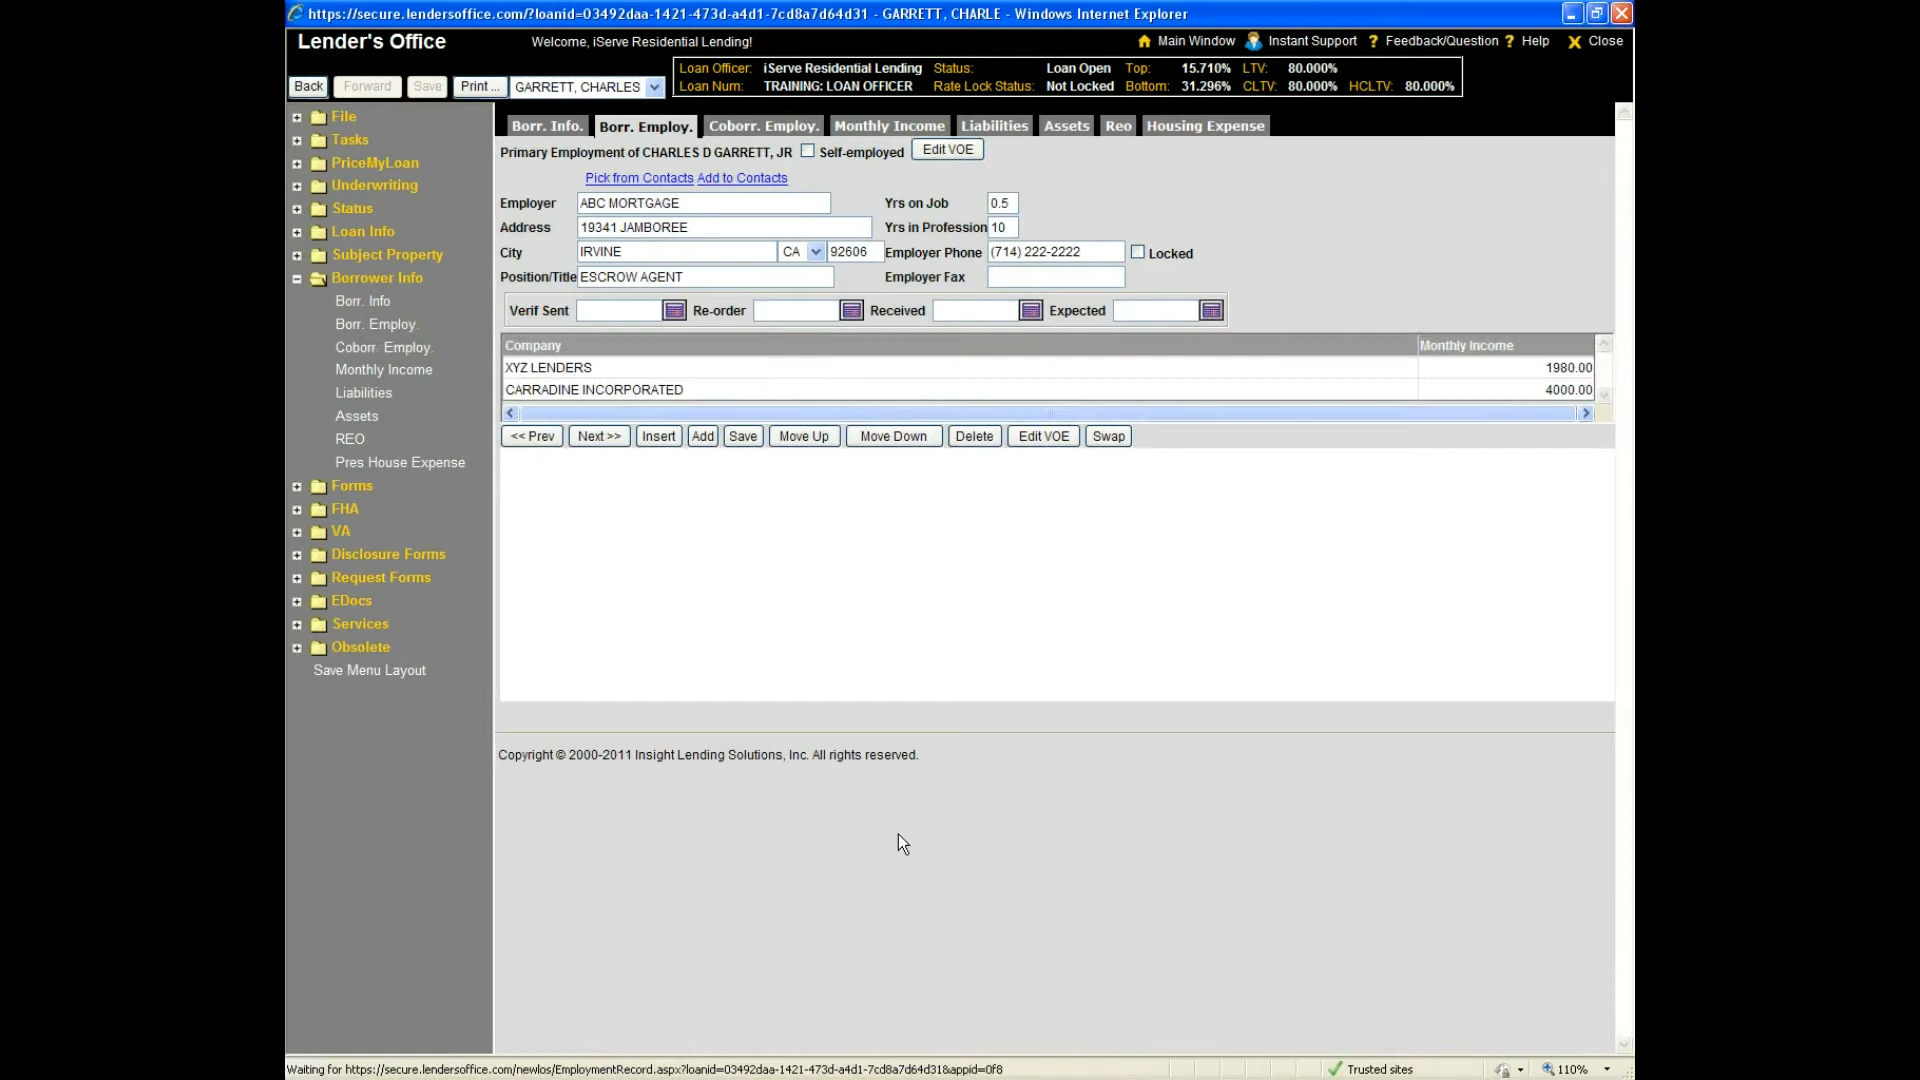 https://secure.lendersoffice.com/?loanid=03492daa-1421-473d-a4d1-7cd8a7d64d31 - GARRETT, CHARLE - Windows Internet Explorer
Lender's Office Welcome, iServe Residential Lending! Main Window Instant Support ? Feedback/Question ? Help X Close
Loan Officer: iServe Residential Lending Status: Loan Open Top: 15.710% LTV: 80.000%
Back Forward Save Print ... GARRETT, CHARLES Loan Num: TRAINING: LOAN OFFICER Rate Lock Status: Not Locked Bottom: 31.296% CLTV: 80.000% HCLTV: 80.000%
File
Tasks
PriceMyLoan
Underwriting
Status
Loan Info
Subject Property
Borrower Info
Borr. Info
Borr. Employ.
Coborr. Employ.
Monthly Income
Liabilities
Assets
REO
Pres House Expense
Forms
FHA
VA
Disclosure Forms
Request Forms
EDocs
Services
Obsolete
Save Menu Layout
Borr. Info. Borr. Employ. Coborr. Employ. Monthly Income Liabilities Assets Reo Housing Expense
Primary Employment of CHARLES D GARRETT, JR Self-employed Edit VOE
Pick from Contacts Add to Contacts
Employer ABC MORTGAGE Yrs on Job 0.5
Address 19341 JAMBOREE Yrs in Profession 10
City IRVINE CA 92606 Employer Phone (714) 222-2222 Locked
Position/Title ESCROW AGENT Employer Fax
Verif Sent Re-order Received Expected
Company Monthly Income
XYZ LENDERS 1980.00
CARRADINE INCORPORATED 4000.00
<< Prev Next >> Insert Add Save Move Up Move Down Delete Edit VOE Swap
Copyright © 2000-2011 Insight Lending Solutions, Inc. All rights reserved.
Waiting for https://secure.lendersoffice.com/newlos/EmploymentRecord.aspx?loanid=03492daa-1421-473d-a4d1-7cd8a7d64d31&appid=0f8 Trusted sites 110%